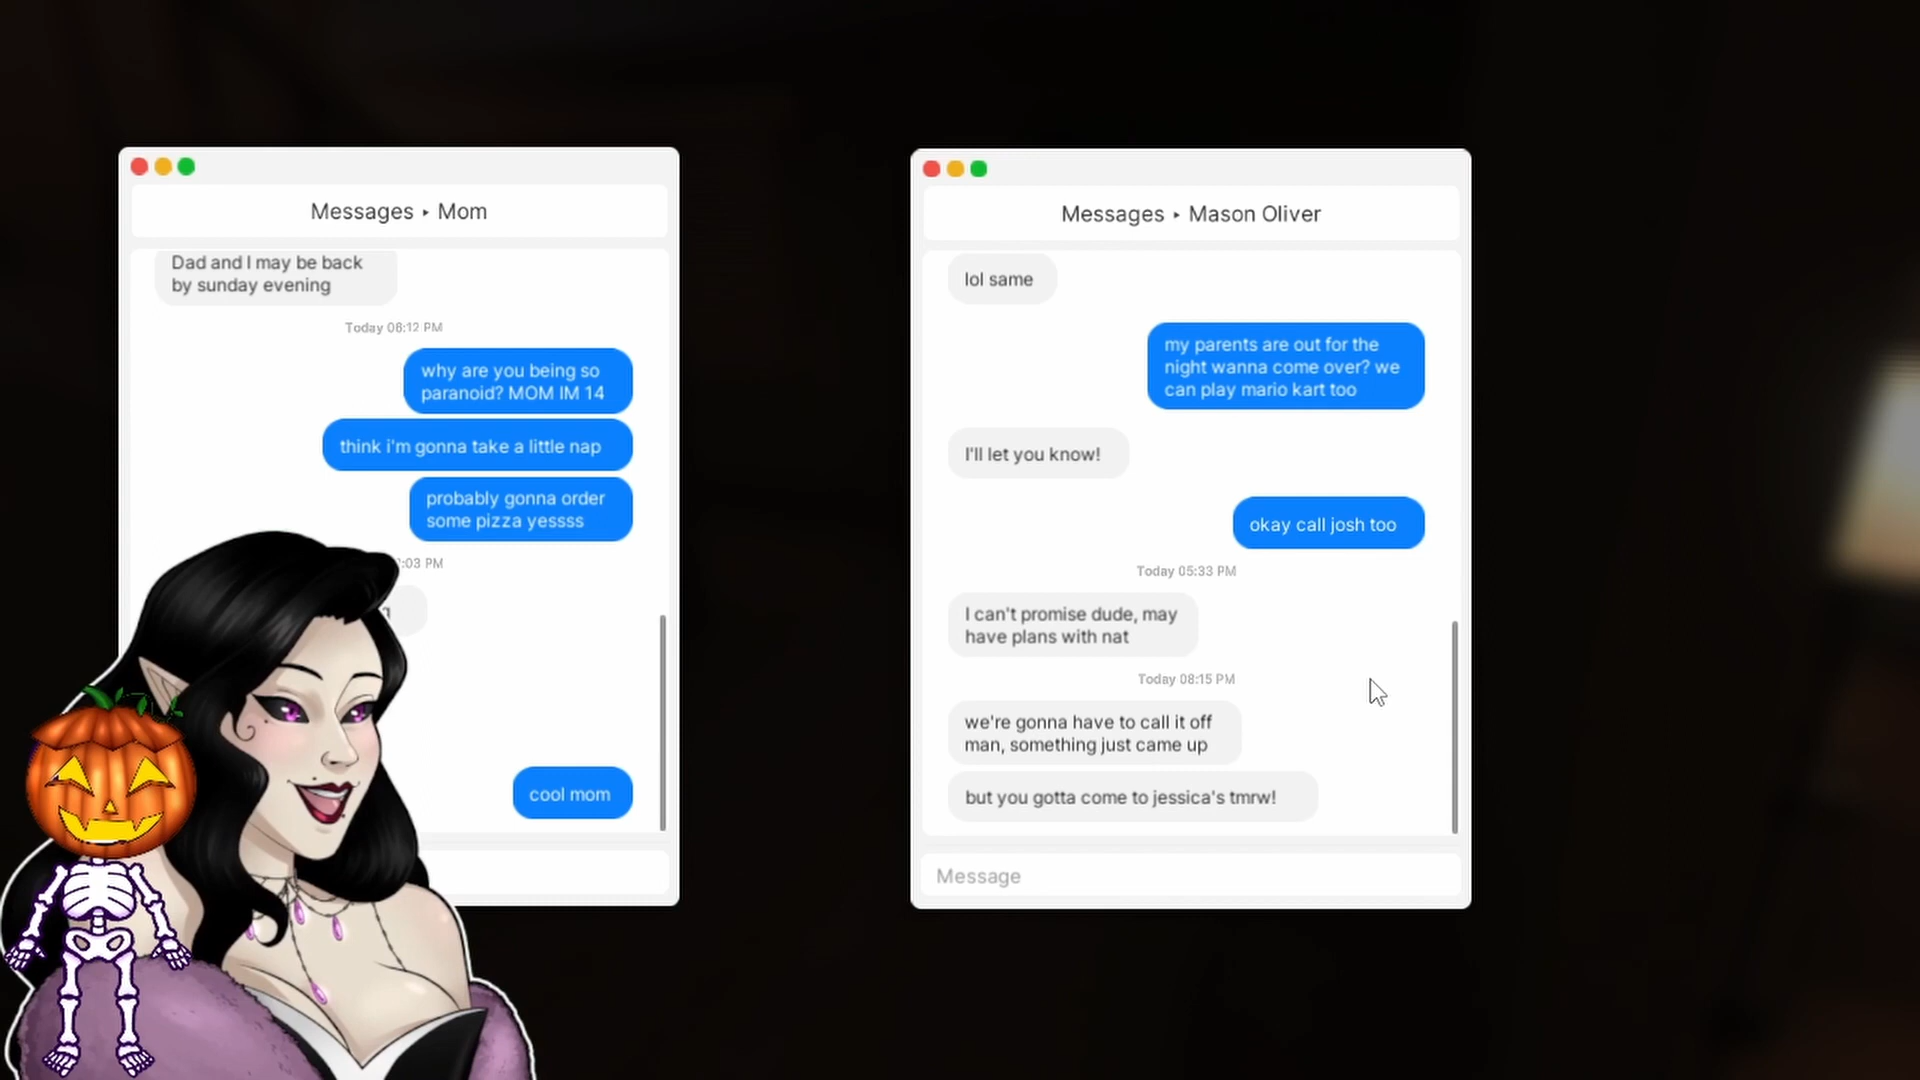 Messages ▸ Mom
Dad and I may be back
by sunday evening
Today 08:12 PM
why are you being so
paranoid? MOM IM 14
think i'm gonna take a little nap
probably gonna order
some pizza yessss
:03 PM
cool mom
Messages ▸ Mason Oliver
lol same
my parents are out for the
night wanna come over? we
can play mario kart too
I'll let you know!
okay call josh too
Today 05:33 PM
I can't promise dude, may
have plans with nat
Today 08:15 PM
we're gonna have to call it off
man, something just came up
but you gotta come to jessica's tmrw!
Message